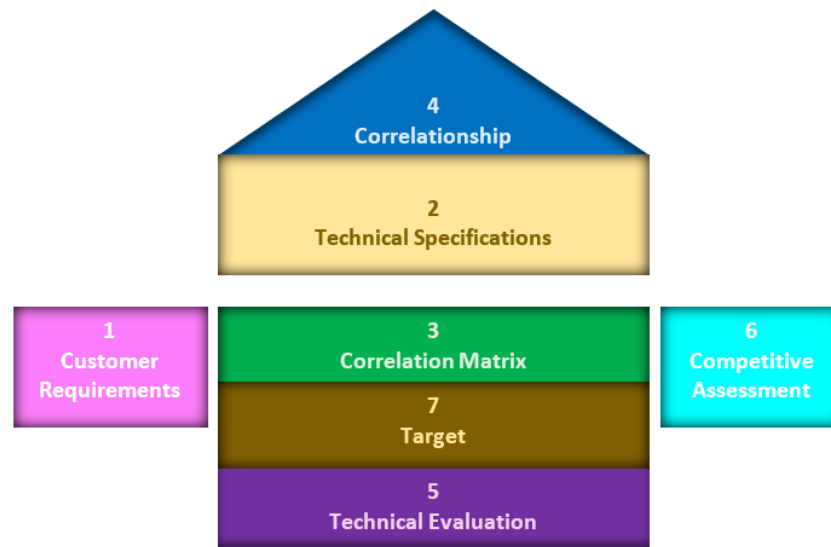 4
Correlationship
2
Technical Specifications
1
Customer
Requirements
3
Correlation Matrix
6
Competitive
Assessment
7
Target
5
Technical Evaluation